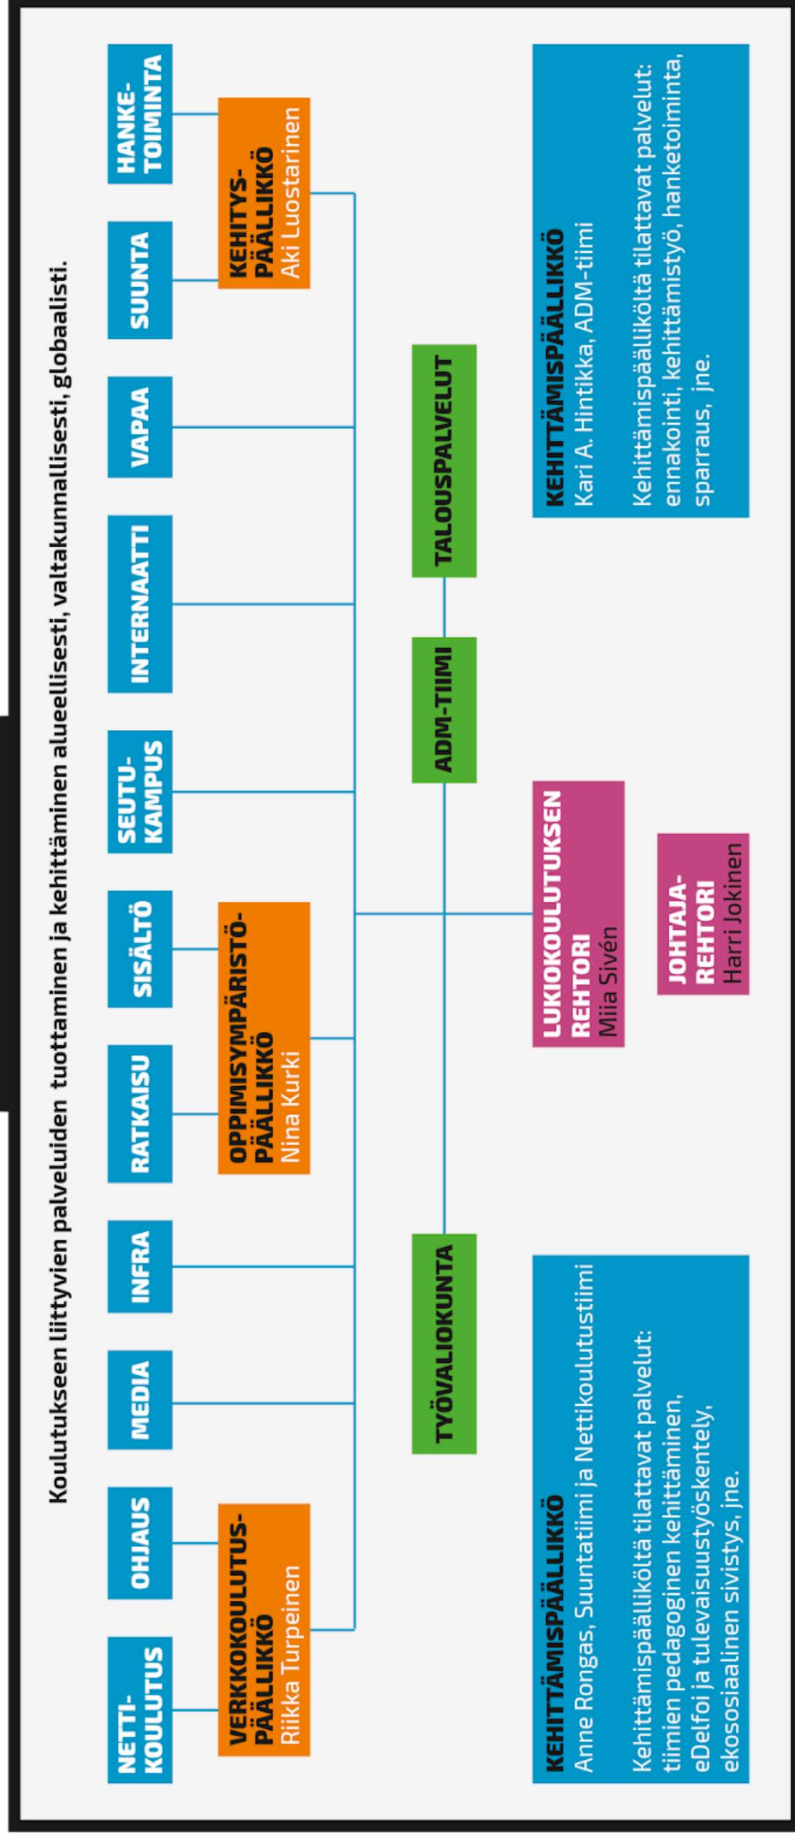 Koulutukseen liittyvien palveluiden tuottaminen ja kehittäminen alueellisesti, valtakunnallisesti, globaalisti.
NETTI-
KOULUTUS
OHJAUS
MEDIA
INFRA
RATKAISU
SISÄLTÖ
SEUTU-
KAMPUS
INTERNAATTI
VAPAA
SUUNTA
HANKE-
TOIMINTA
VERKKOKOULUTUS-
PÄÄLLIKKÖ
Riikka Turpeinen
OPPIMISYMPÄRISTÖ-
PÄÄLLIKKÖ
Nina Kurki
KEHITYS-
PÄÄLLIKKÖ
Aki Luostarinen
TYÖVALIOKUNTA
ADM-TIIMI
TALOUSPALVELUT
KEHITTÄMISPÄÄLLIKKÖ
Anne Rongas, Suuntatiimi ja Nettikoulutustiimi
Kehittämispäälliköltä tilattavat palvelut:
tiimien pedagoginen kehittäminen,
eDelfoi ja tulevaisuustyöskentely,
ekososiaalinen sivistys, jne.
LUKIOKOULUTUKSEN
REHTORI
Miia Sivén
JOHTAJA-
REHTORI
Harri Jokinen
KEHITTÄMISPÄÄLLIKKÖ
Kari A. Hintikka, ADM-tiimi
Kehittämispäälliköltä tilattavat palvelut:
ennakointi, kehittämistyö, hanketoiminta,
sparraus, jne.